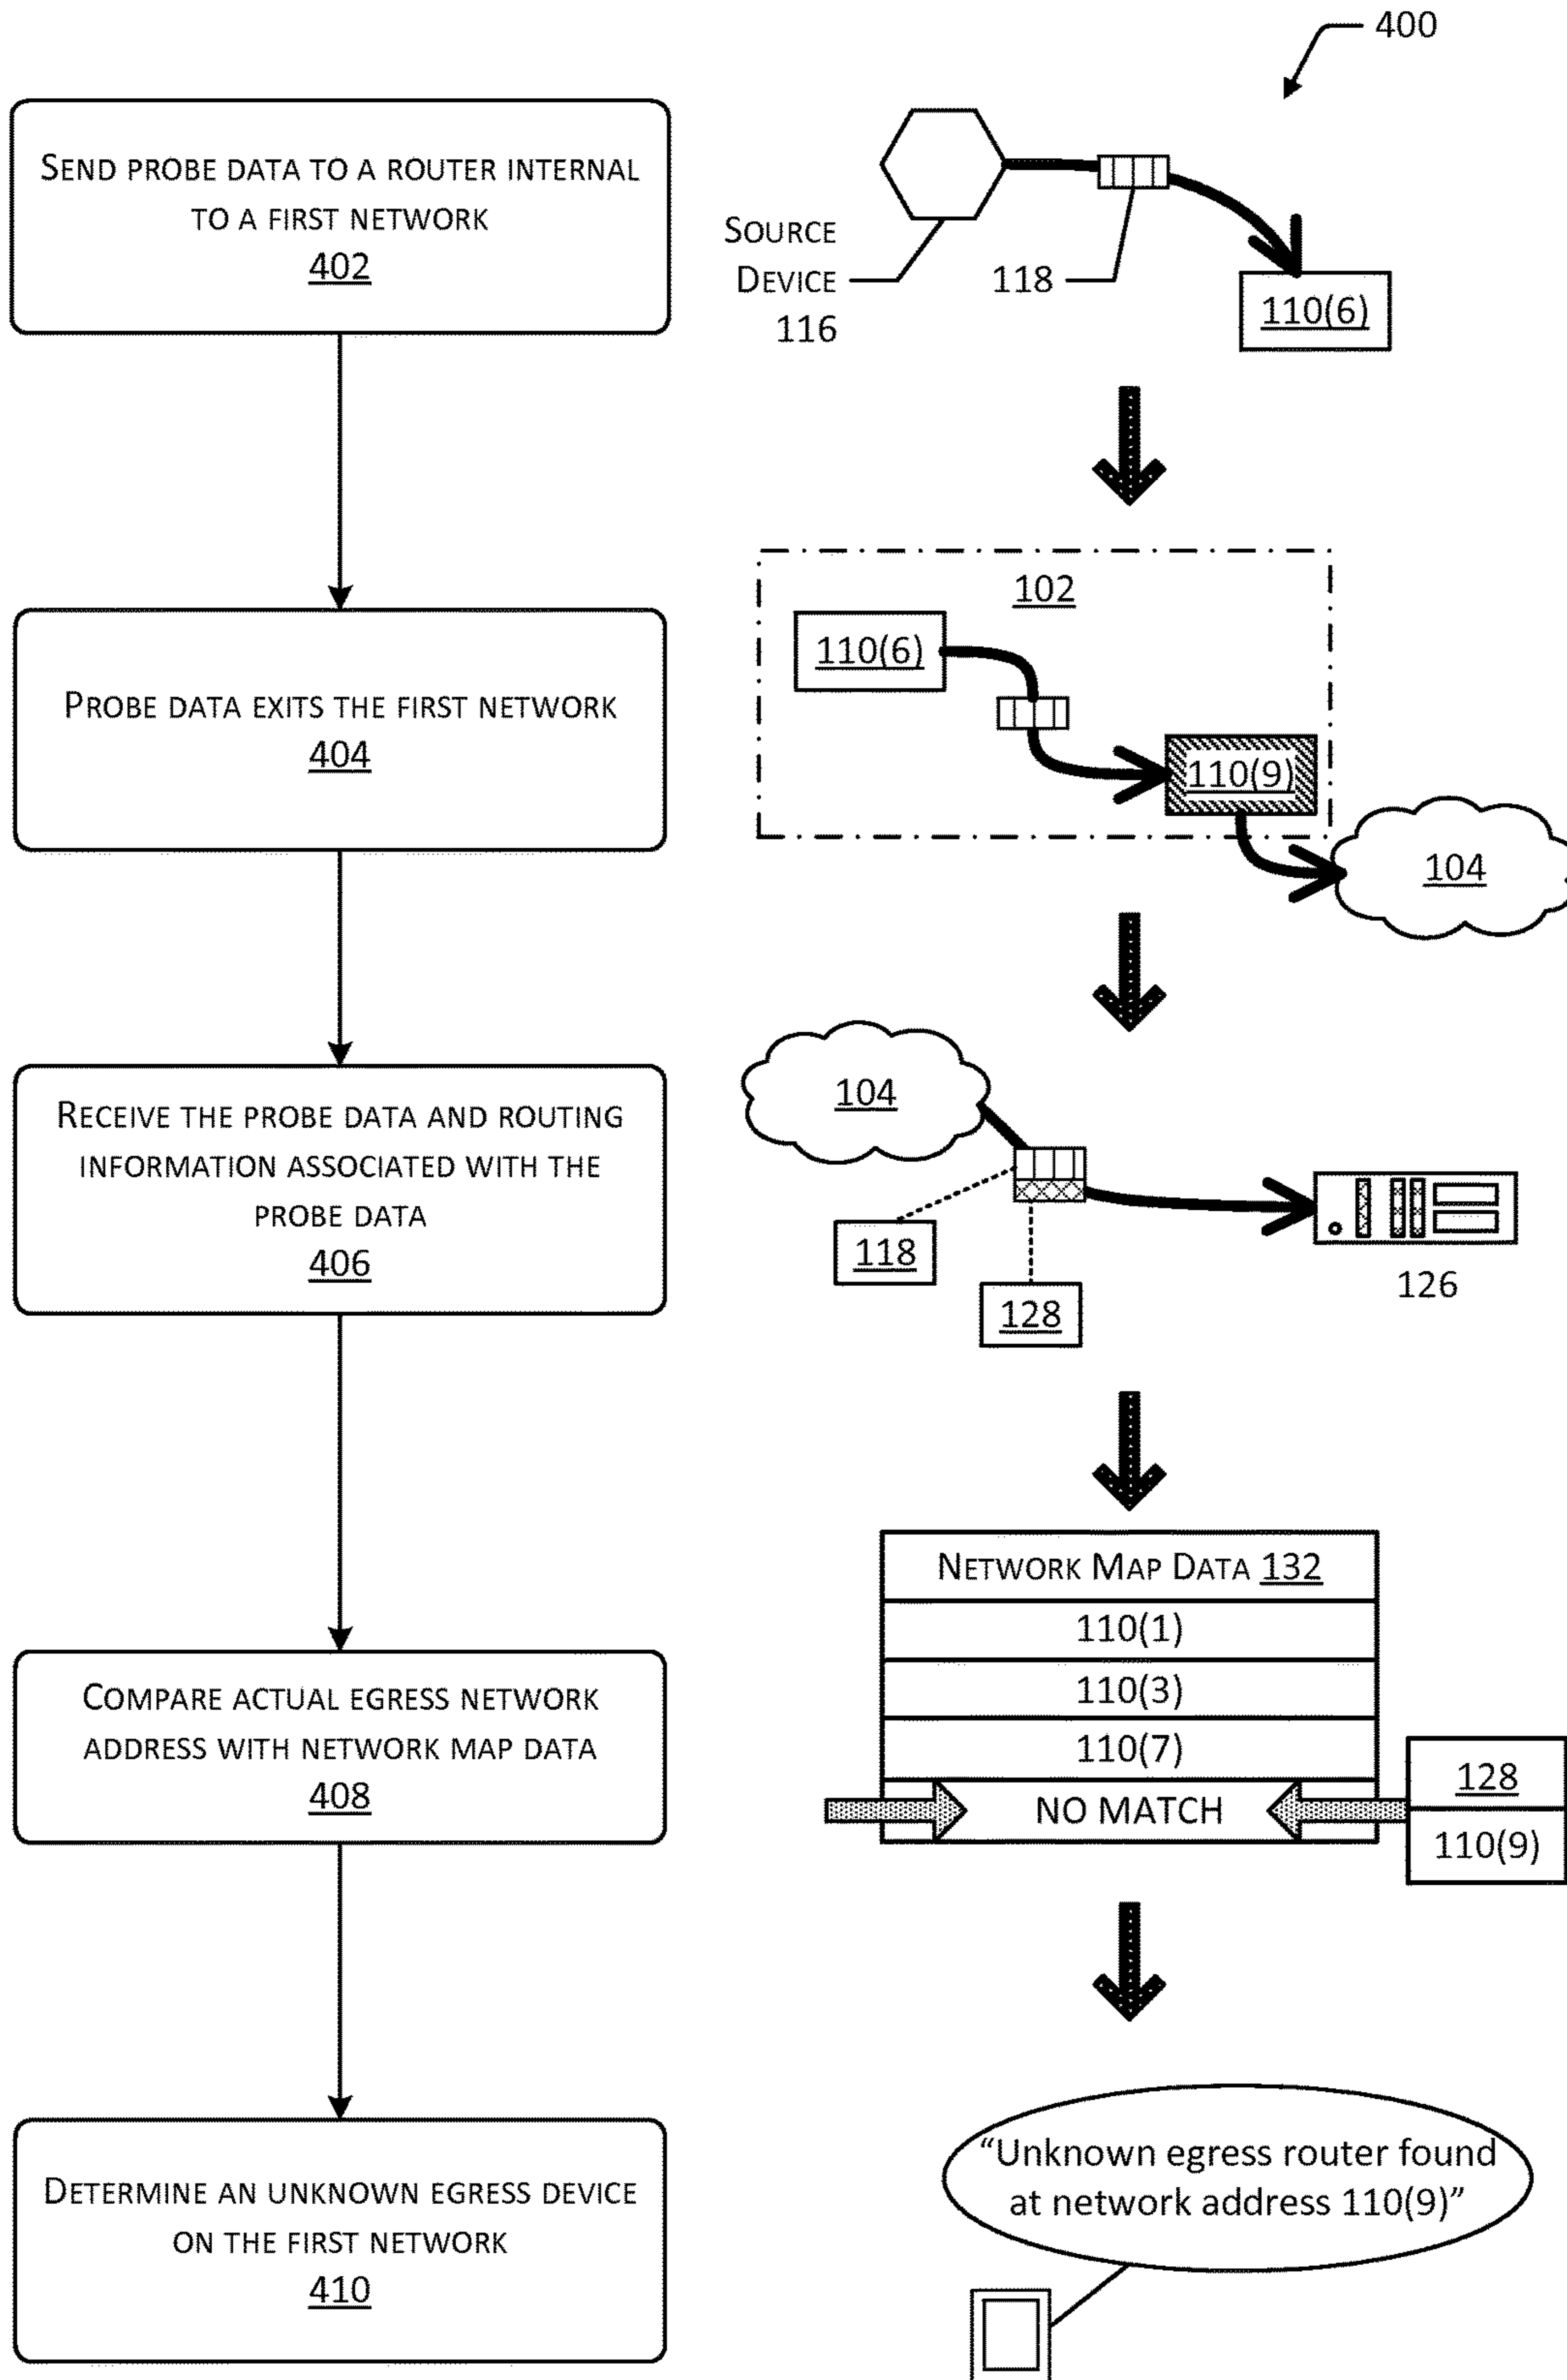 400
SEND PROBE DATA TO A ROUTER INTERNAL
TO A FIRST NETWORK
402
SOURCE
DEVICE
116
118
110(6)
PROBE DATA EXITS THE FIRST NETWORK
404
102
110(6)
110(9)
104
RECEIVE THE PROBE DATA AND ROUTING
INFORMATION ASSOCIATED WITH THE
PROBE DATA
406
104
118
128
126
COMPARE ACTUAL EGRESS NETWORK
ADDRESS WITH NETWORK MAP DATA
408
NETWORK MAP DATA 132
110(1)
110(3)
110(7)
NO MATCH
128
110(9)
DETERMINE AN UNKNOWN EGRESS DEVICE
ON THE FIRST NETWORK
410
“Unknown egress router found
at network address 110(9)”